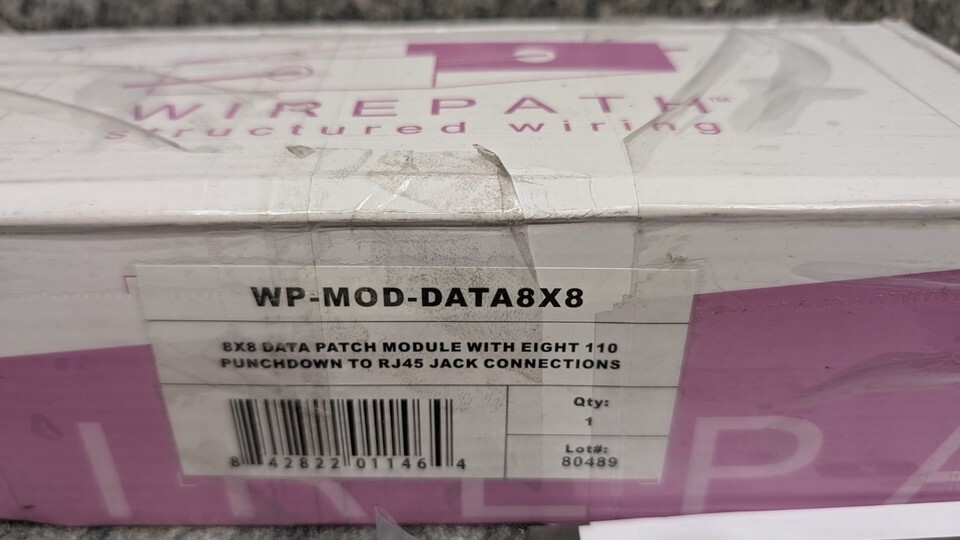 WIREPATH™
structured wiring
WP-MOD-DATA8X8
8X8 DATA PATCH MODULE WITH EIGHT 110
PUNCHDOWN TO RJ45 JACK CONNECTIONS
Qty:
1
Lot#:
80489
8 42822 01146 4
WIREPA